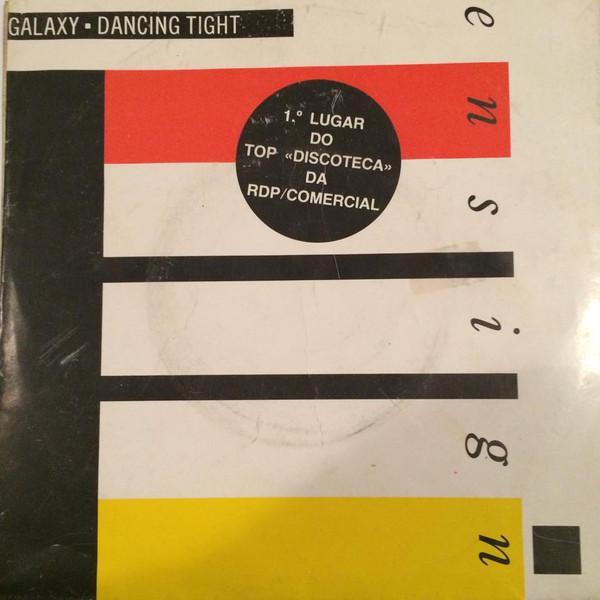 GALAXY ▪ DANCING TIGHT
1.º LUGAR
DO
TOP «DISCOTECA»
DA
RDP/COMERCIAL
ensign